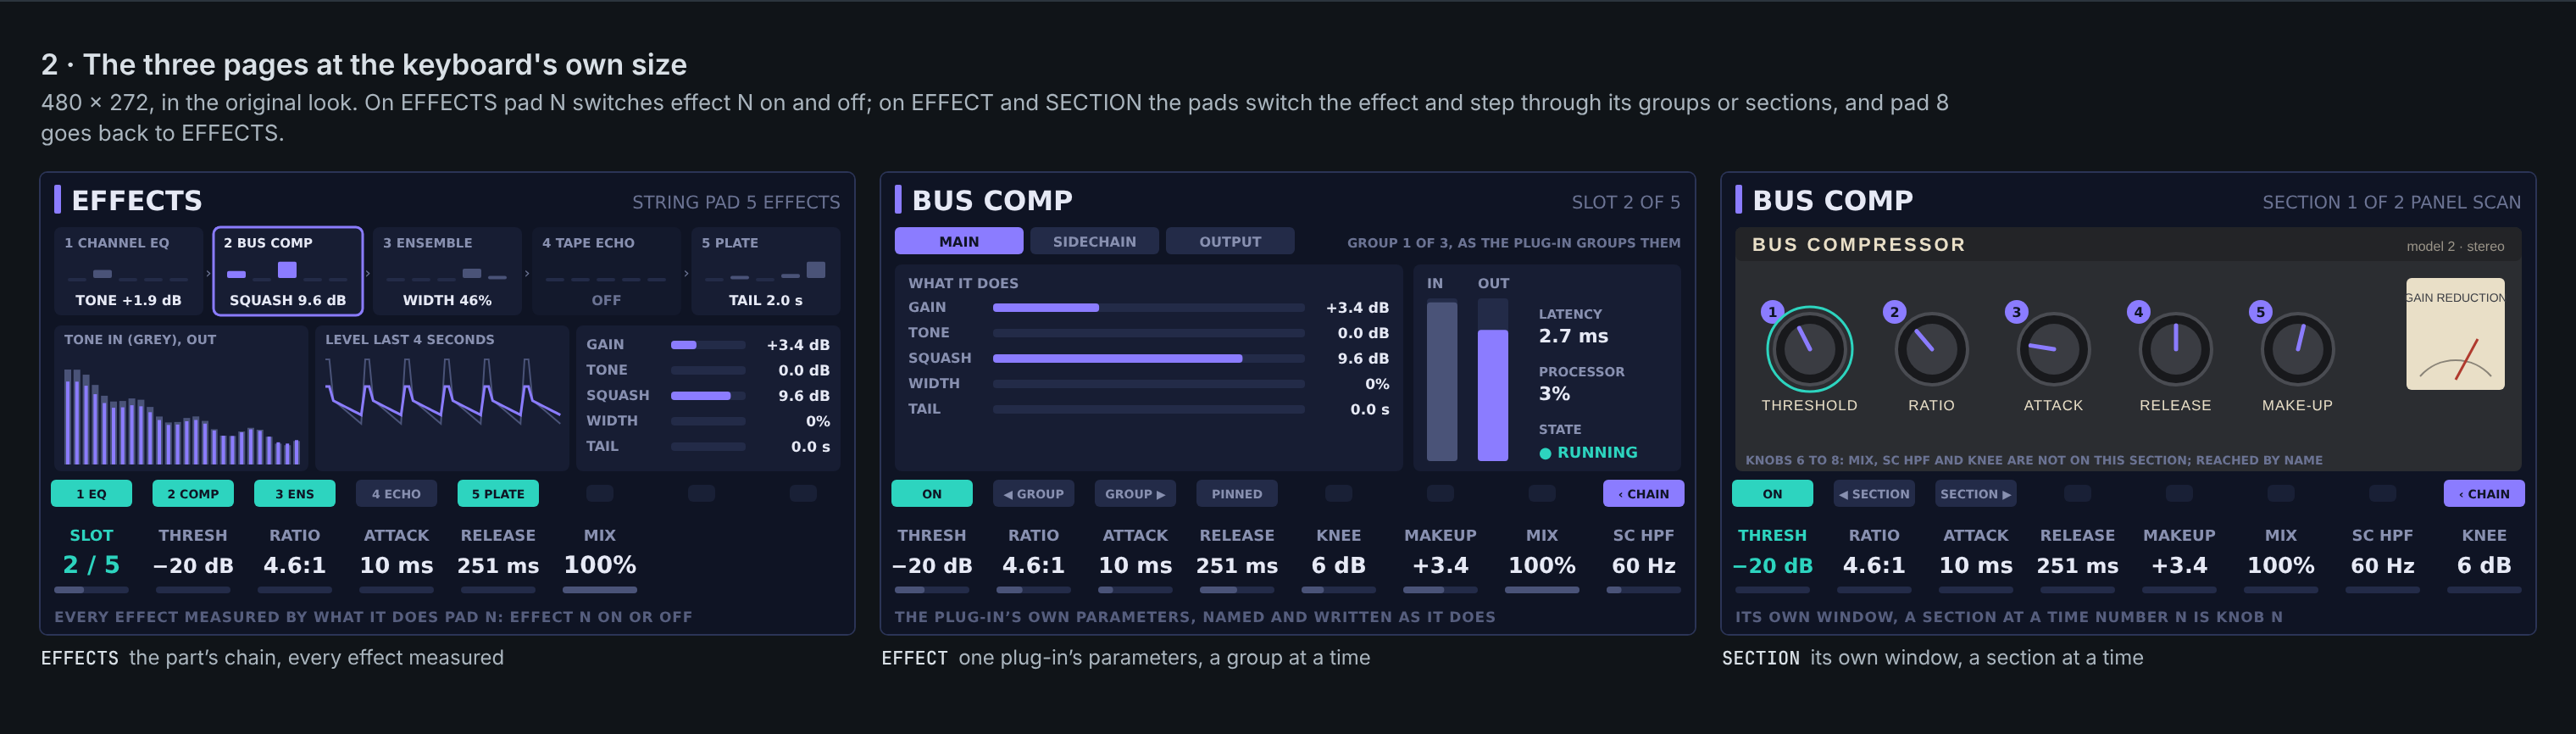 2 · The three pages at the keyboard's own size
480 × 272, in the original look. On EFFECTS pad N switches effect N on and off; on EFFECT and SECTION the pads switch the effect and step through its groups or sections, and pad 8
goes back to EFFECTS.
EFFECTS
STRING PAD 5 EFFECTS
1 CHANNEL EQ
2 BUS COMP
3 ENSEMBLE
4 TAPE ECHO
5 PLATE
› › › ›
TONE +1.9 dB
SQUASH 9.6 dB
WIDTH 46%
OFF
TAIL 2.0 s
TONE IN (GREY), OUT
LEVEL LAST 4 SECONDS
GAIN +3.4 dB
TONE 0.0 dB
SQUASH 9.6 dB
WIDTH 0%
TAIL 0.0 s
1 EQ
2 COMP
3 ENS
4 ECHO
5 PLATE
SLOT THRESH RATIO ATTACK RELEASE MIX
2 / 5 −20 dB 4.6:1 10 ms 251 ms 100%
EVERY EFFECT MEASURED BY WHAT IT DOES PAD N: EFFECT N ON OR OFF
EFFECTS the part’s chain, every effect measured
BUS COMP
SLOT 2 OF 5
MAIN
SIDECHAIN
OUTPUT
GROUP 1 OF 3, AS THE PLUG-IN GROUPS THEM
WHAT IT DOES
GAIN +3.4 dB
TONE 0.0 dB
SQUASH 9.6 dB
WIDTH 0%
TAIL 0.0 s
IN OUT
LATENCY
2.7 ms
PROCESSOR
3%
STATE
● RUNNING
ON
◀ GROUP
GROUP ▶
PINNED
‹ CHAIN
THRESH RATIO ATTACK RELEASE KNEE MAKEUP MIX SC HPF
−20 dB 4.6:1 10 ms 251 ms 6 dB +3.4 100% 60 Hz
THE PLUG-IN’S OWN PARAMETERS, NAMED AND WRITTEN AS IT DOES
EFFECT one plug-in’s parameters, a group at a time
BUS COMP
SECTION 1 OF 2 PANEL SCAN
BUS COMPRESSOR
model 2 · stereo
GAIN REDUCTION
1 2 3 4 5
THRESHOLD RATIO ATTACK RELEASE MAKE-UP
KNOBS 6 TO 8: MIX, SC HPF AND KNEE ARE NOT ON THIS SECTION; REACHED BY NAME
ON
◀ SECTION
SECTION ▶
‹ CHAIN
THRESH RATIO ATTACK RELEASE MAKEUP MIX SC HPF KNEE
−20 dB 4.6:1 10 ms 251 ms +3.4 100% 60 Hz 6 dB
ITS OWN WINDOW, A SECTION AT A TIME NUMBER N IS KNOB N
SECTION its own window, a section at a time